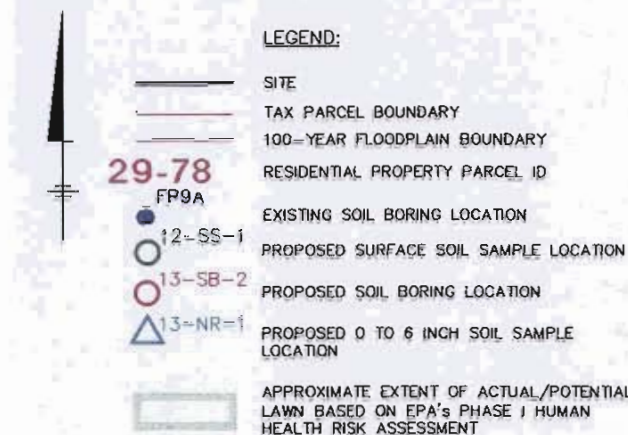 LEGEND:
SITE
TAX PARCEL BOUNDARY
100-YEAR FLOODPLAIN BOUNDARY
29-78 RESIDENTIAL PROPERTY PARCEL ID
FP9A
EXISTING SOIL BORING LOCATION
12-SS-1 PROPOSED SURFACE SOIL SAMPLE LOCATION
13-SB-2 PROPOSED SOIL BORING LOCATION
13-NR-1 PROPOSED 0 TO 6 INCH SOIL SAMPLE
LOCATION
APPROXIMATE EXTENT OF ACTUAL/POTENTIAL
LAWN BASED ON EPA's PHASE I HUMAN
HEALTH RISK ASSESSMENT